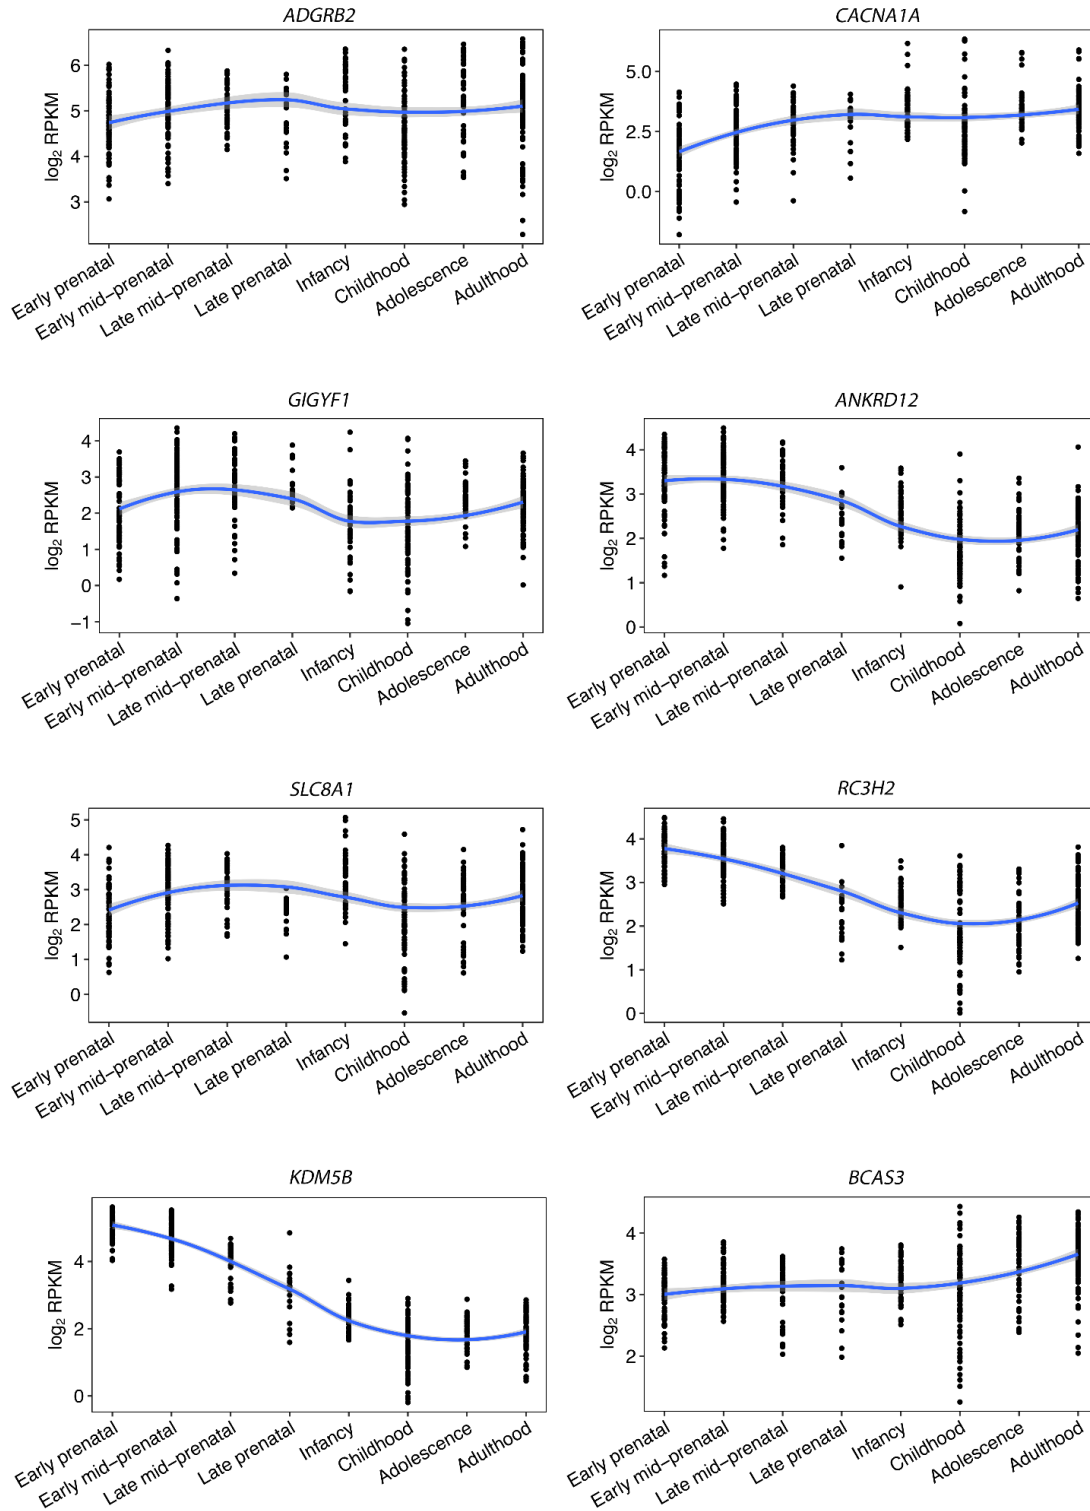 ADGRB2
log2 RPKM
6
5
4
3
Early prenatal
Early mid–prenatal
Late mid–prenatal
Late prenatal
Infancy
Childhood
Adolescence
Adulthood
CACNA1A
log2 RPKM
5.0
2.5
0.0
Early prenatal
Early mid–prenatal
Late mid–prenatal
Late prenatal
Infancy
Childhood
Adolescence
Adulthood
GIGYF1
log2 RPKM
4
3
2
1
0
−1
Early prenatal
Early mid–prenatal
Late mid–prenatal
Late prenatal
Infancy
Childhood
Adolescence
Adulthood
ANKRD12
log2 RPKM
4
3
2
1
0
Early prenatal
Early mid–prenatal
Late mid–prenatal
Late prenatal
Infancy
Childhood
Adolescence
Adulthood
SLC8A1
log2 RPKM
5
4
3
2
1
0
Early prenatal
Early mid–prenatal
Late mid–prenatal
Late prenatal
Infancy
Childhood
Adolescence
Adulthood
RC3H2
log2 RPKM
4
3
2
1
0
Early prenatal
Early mid–prenatal
Late mid–prenatal
Late prenatal
Infancy
Childhood
Adolescence
Adulthood
KDM5B
log2 RPKM
4
2
0
Early prenatal
Early mid–prenatal
Late mid–prenatal
Late prenatal
Infancy
Childhood
Adolescence
Adulthood
BCAS3
log2 RPKM
4
3
2
Early prenatal
Early mid–prenatal
Late mid–prenatal
Late prenatal
Infancy
Childhood
Adolescence
Adulthood